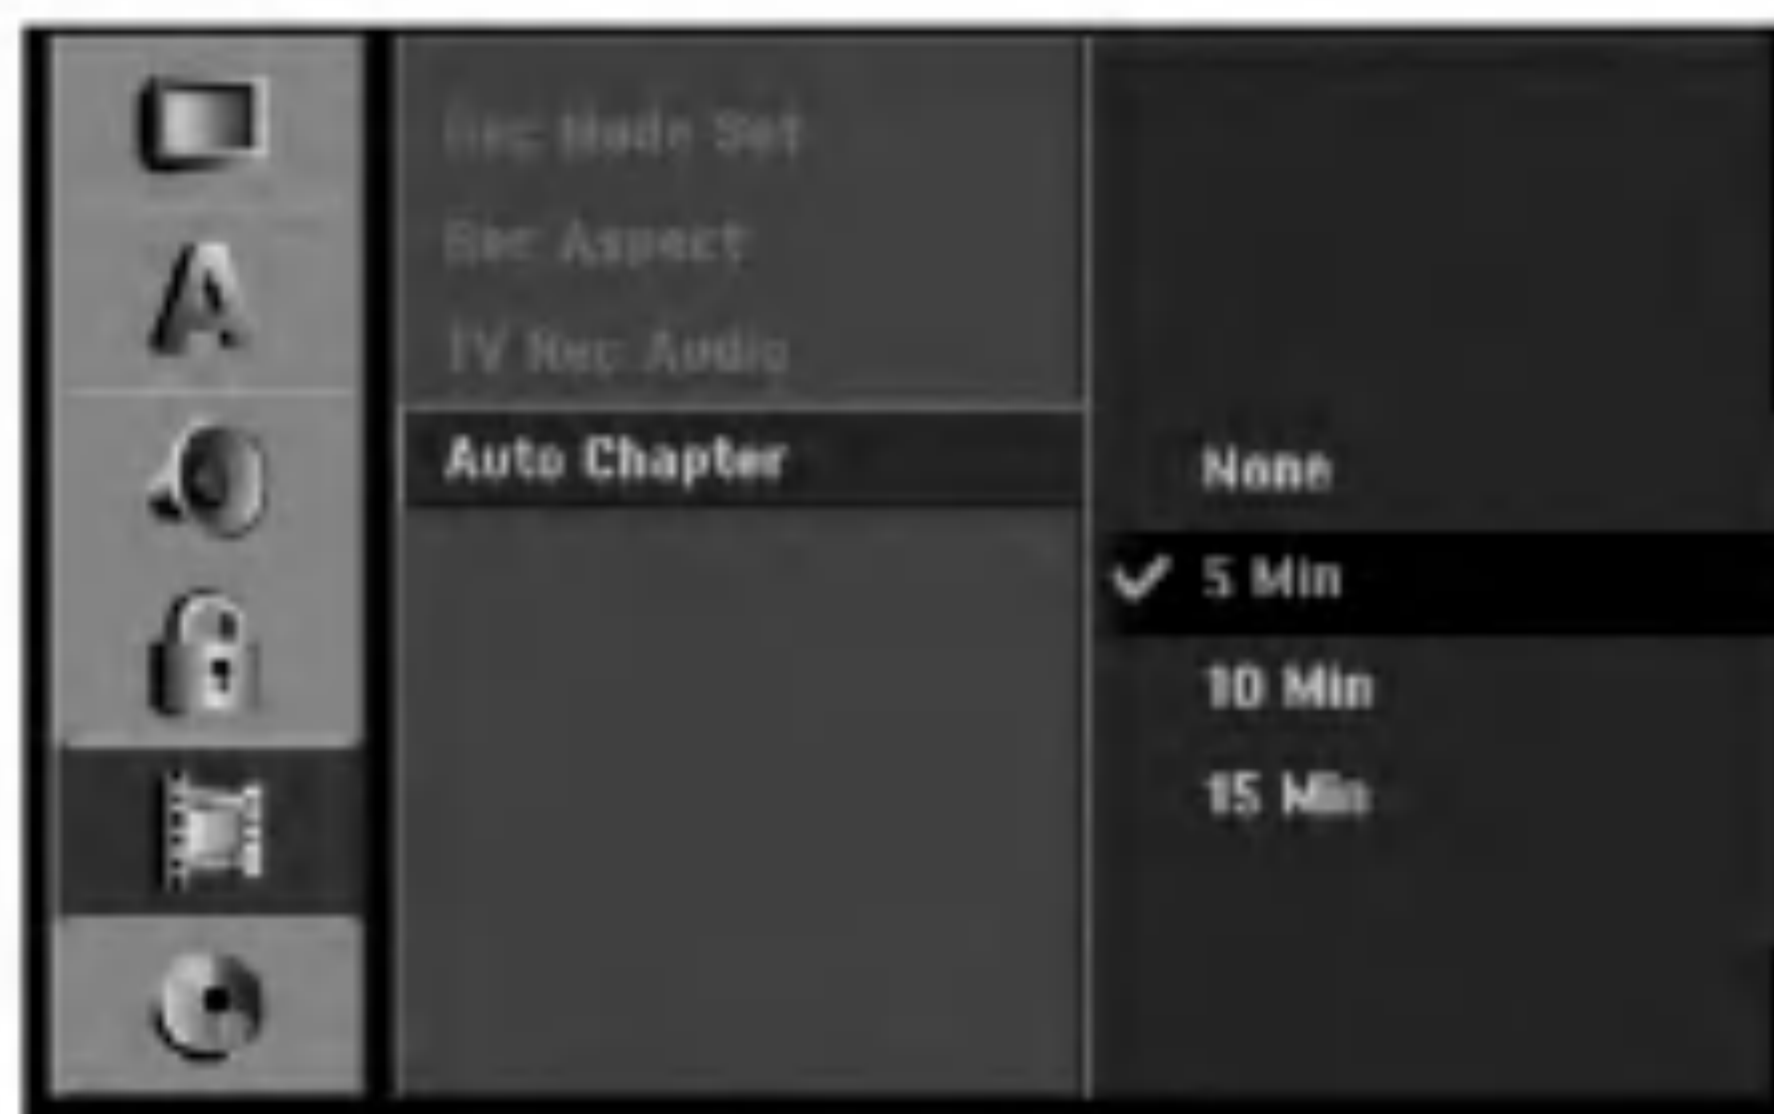 Rec Mode Set
Rec Aspect
TV Rec Audio
Auto Chapter
None
5 Min
10 Min
15 Min